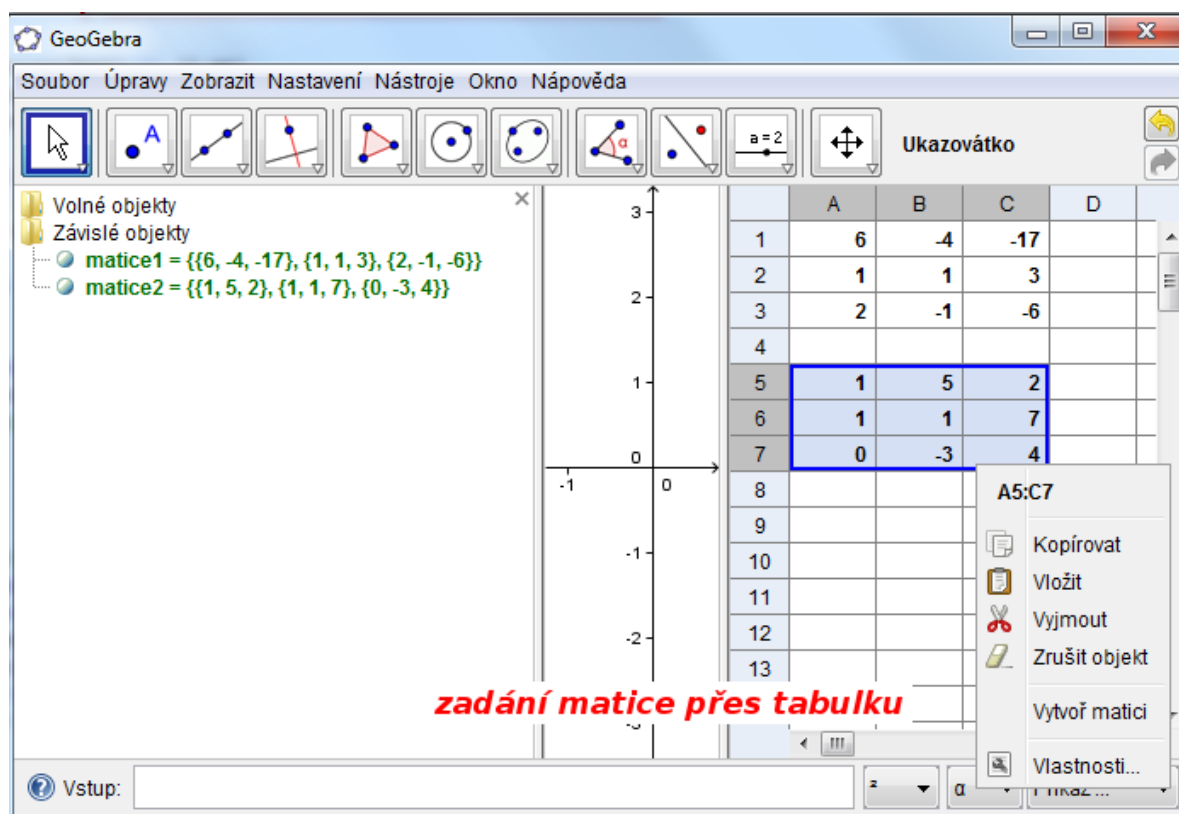 GeoGebra
Soubor Úpravy Zobrazit Nastavení Nástroje Okno Nápověda
A
α
a = 2
Ukazovátko
Volné objekty
Závislé objekty
matice1 = {{6, -4, -17}, {1, 1, 3}, {2, -1, -6}}
matice2 = {{1, 5, 2}, {1, 1, 7}, {0, -3, 4}}
3
2
1
0
-1
0
-1
-2
-3
A B C D
1 6 -4 -17
2 1 1 3
3 2 -1 -6
4
5 1 5 2
6 1 1 7
7 0 -3 4
8
9
10
11
12
13
A5:C7
Kopírovat
Vložit
Vyjmout
Zrušit objekt
Vytvoř matici
Vlastnosti...
zadání matice přes tabulku
Vstup:
²
α